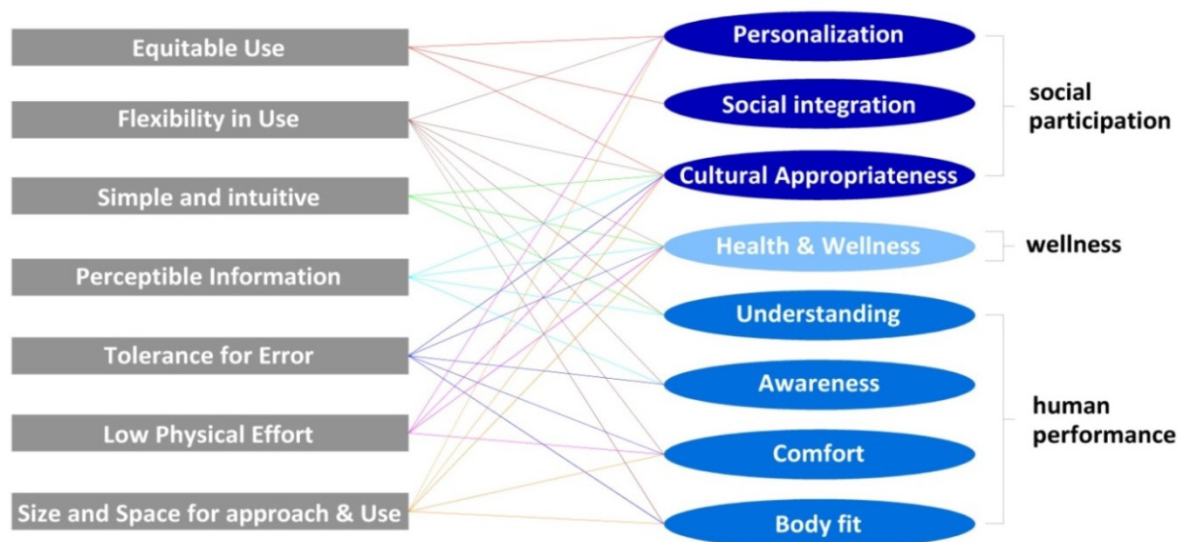 Equitable Use
Flexibility in Use
Simple and intuitive
Perceptible Information
Tolerance for Error
Low Physical Effort
Size and Space for approach & Use
Personalization
Social integration
Cultural Appropriateness
Health & Wellness
Understanding
Awareness
Comfort
Body fit
social
participation
wellness
human
performance